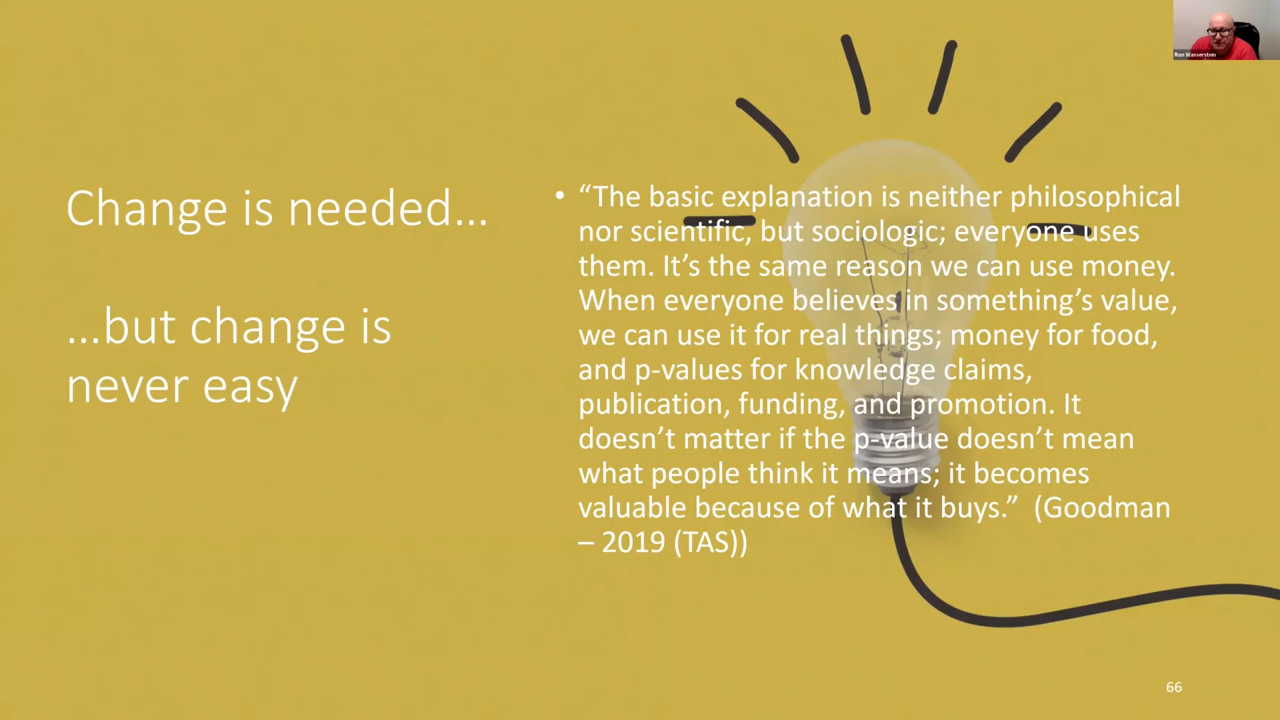 Ron Wasserstein
Change is needed...
...but change is
never easy
• “The basic explanation is neither philosophical
nor scientific, but sociologic; everyone uses
them. It’s the same reason we can use money.
When everyone believes in something’s value,
we can use it for real things; money for food,
and p-values for knowledge claims,
publication, funding, and promotion. It
doesn’t matter if the p-value doesn’t mean
what people think it means; it becomes
valuable because of what it buys.”  (Goodman
– 2019 (TAS))
66